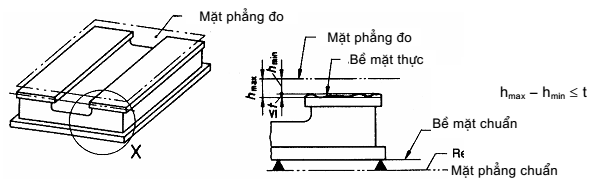 Mặt phẳng đo
X
Mặt phẳng đo
Bề mặt thực
hmax
hmin
≤t
hmax – hmin ≤ t
Bề mặt chuẩn
Re
Mặt phẳng chuẩn